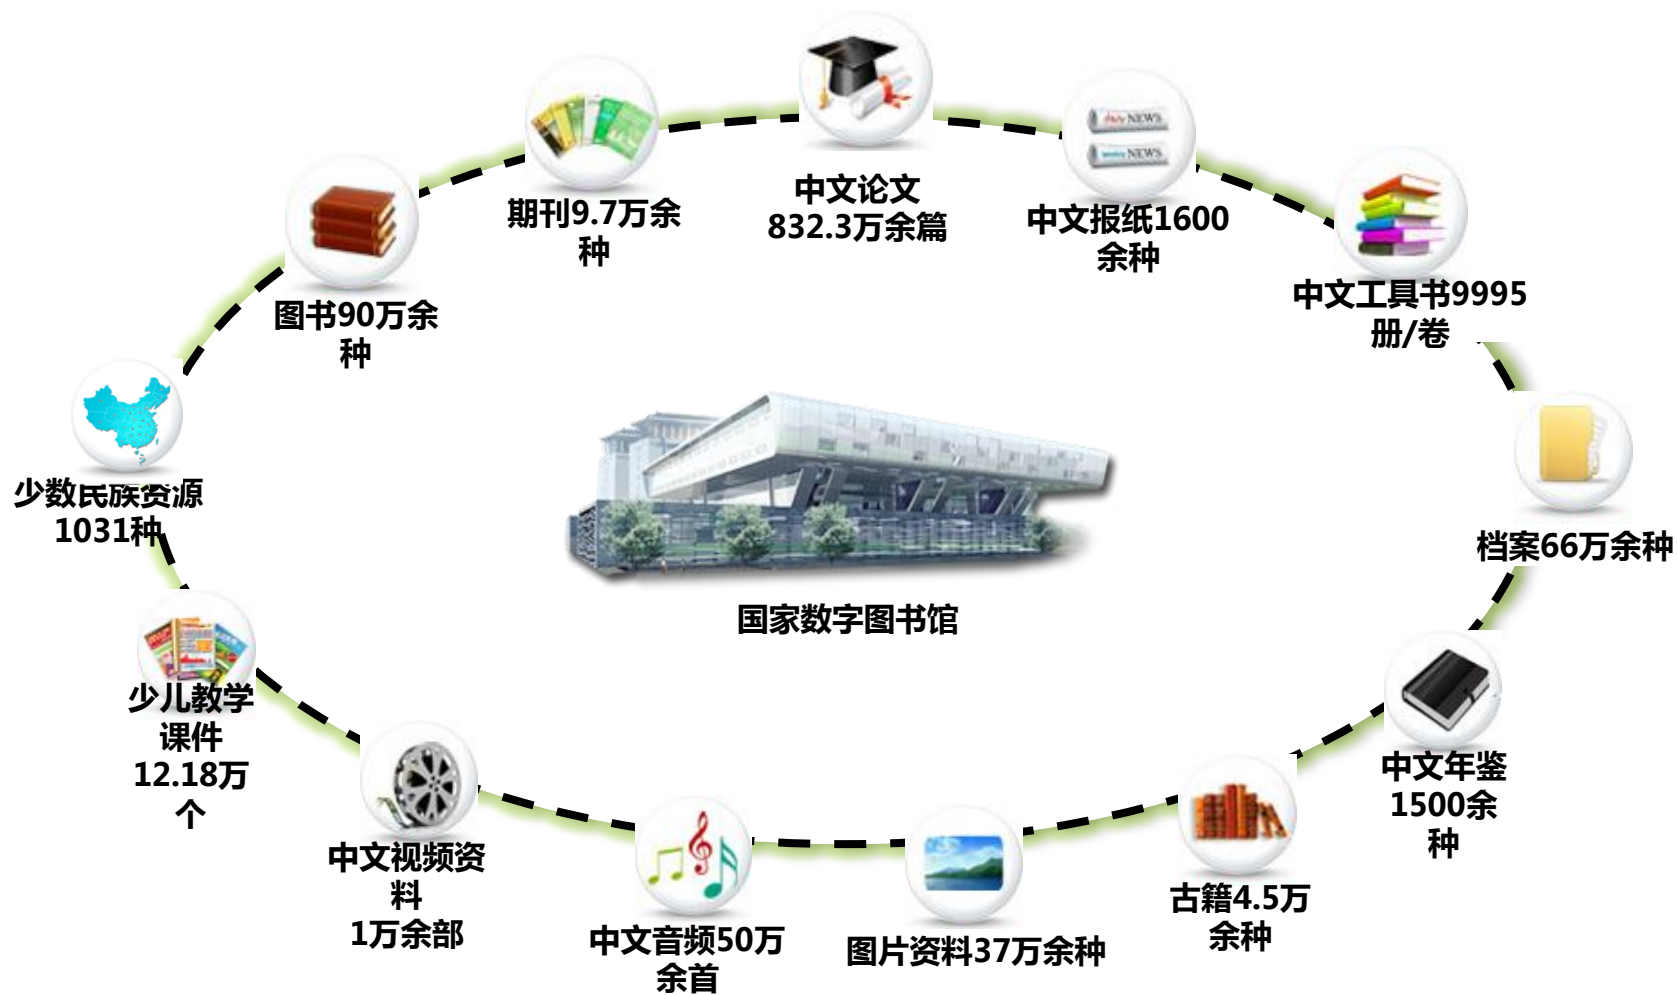 中文论文
832.3万余篇
期刊9.7万余
种
中文报纸1600
余种
Daily NEWS
Weekly NEWS
中文工具书9995
册/卷
图书90万余
种
少数民族资源
1031种
档案66万余种
国家数字图书馆
少儿教学
课件
12.18万
个
中文年鉴
1500余
种
中文视频资
料
1万余部
中文音频50万
余首
图片资料37万余种
古籍4.5万
余种